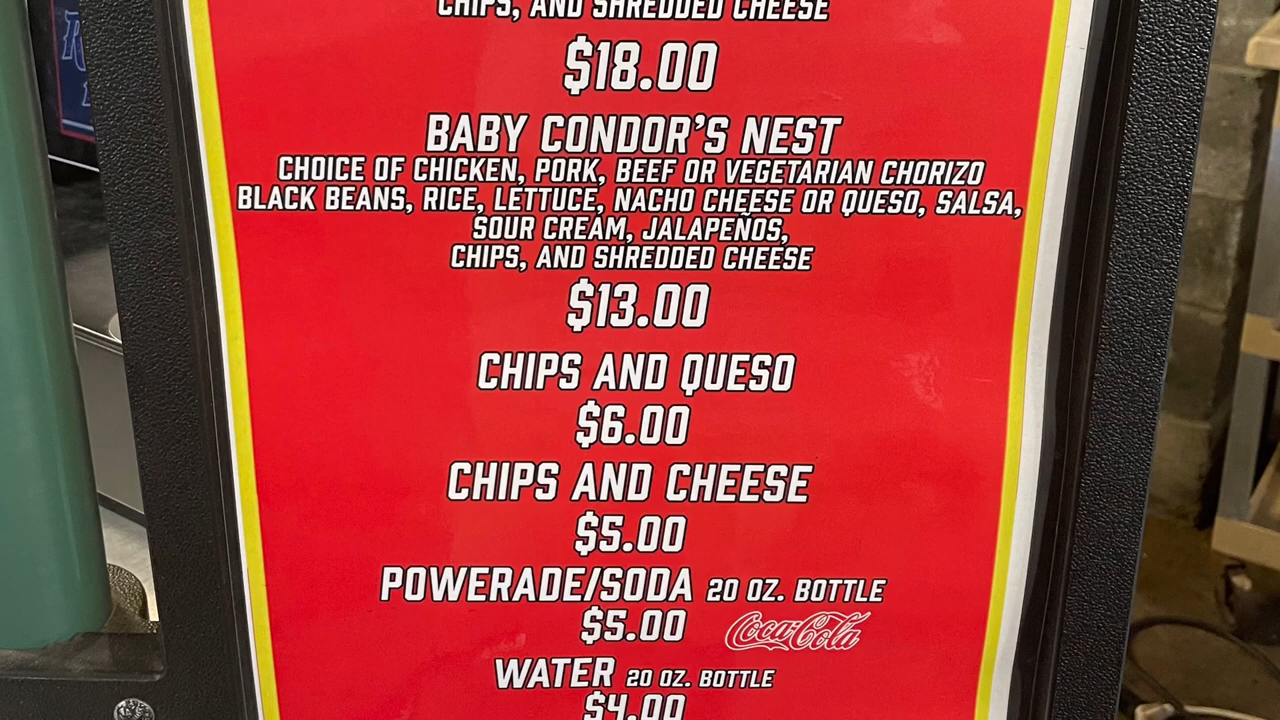 CHIPS, AND SHREDDED CHEESE
$18.00
BABY CONDOR'S NEST
CHOICE OF CHICKEN, PORK, BEEF OR VEGETARIAN CHORIZO
BLACK BEANS, RICE, LETTUCE, NACHO CHEESE OR QUESO, SALSA,
SOUR CREAM, JALAPEÑOS,
CHIPS, AND SHREDDED CHEESE
$13.00
CHIPS AND QUESO
$6.00
CHIPS AND CHEESE
$5.00
POWERADE/SODA 20 OZ. BOTTLE
$5.00 Coca-Cola
WATER 20 OZ. BOTTLE
$4.00